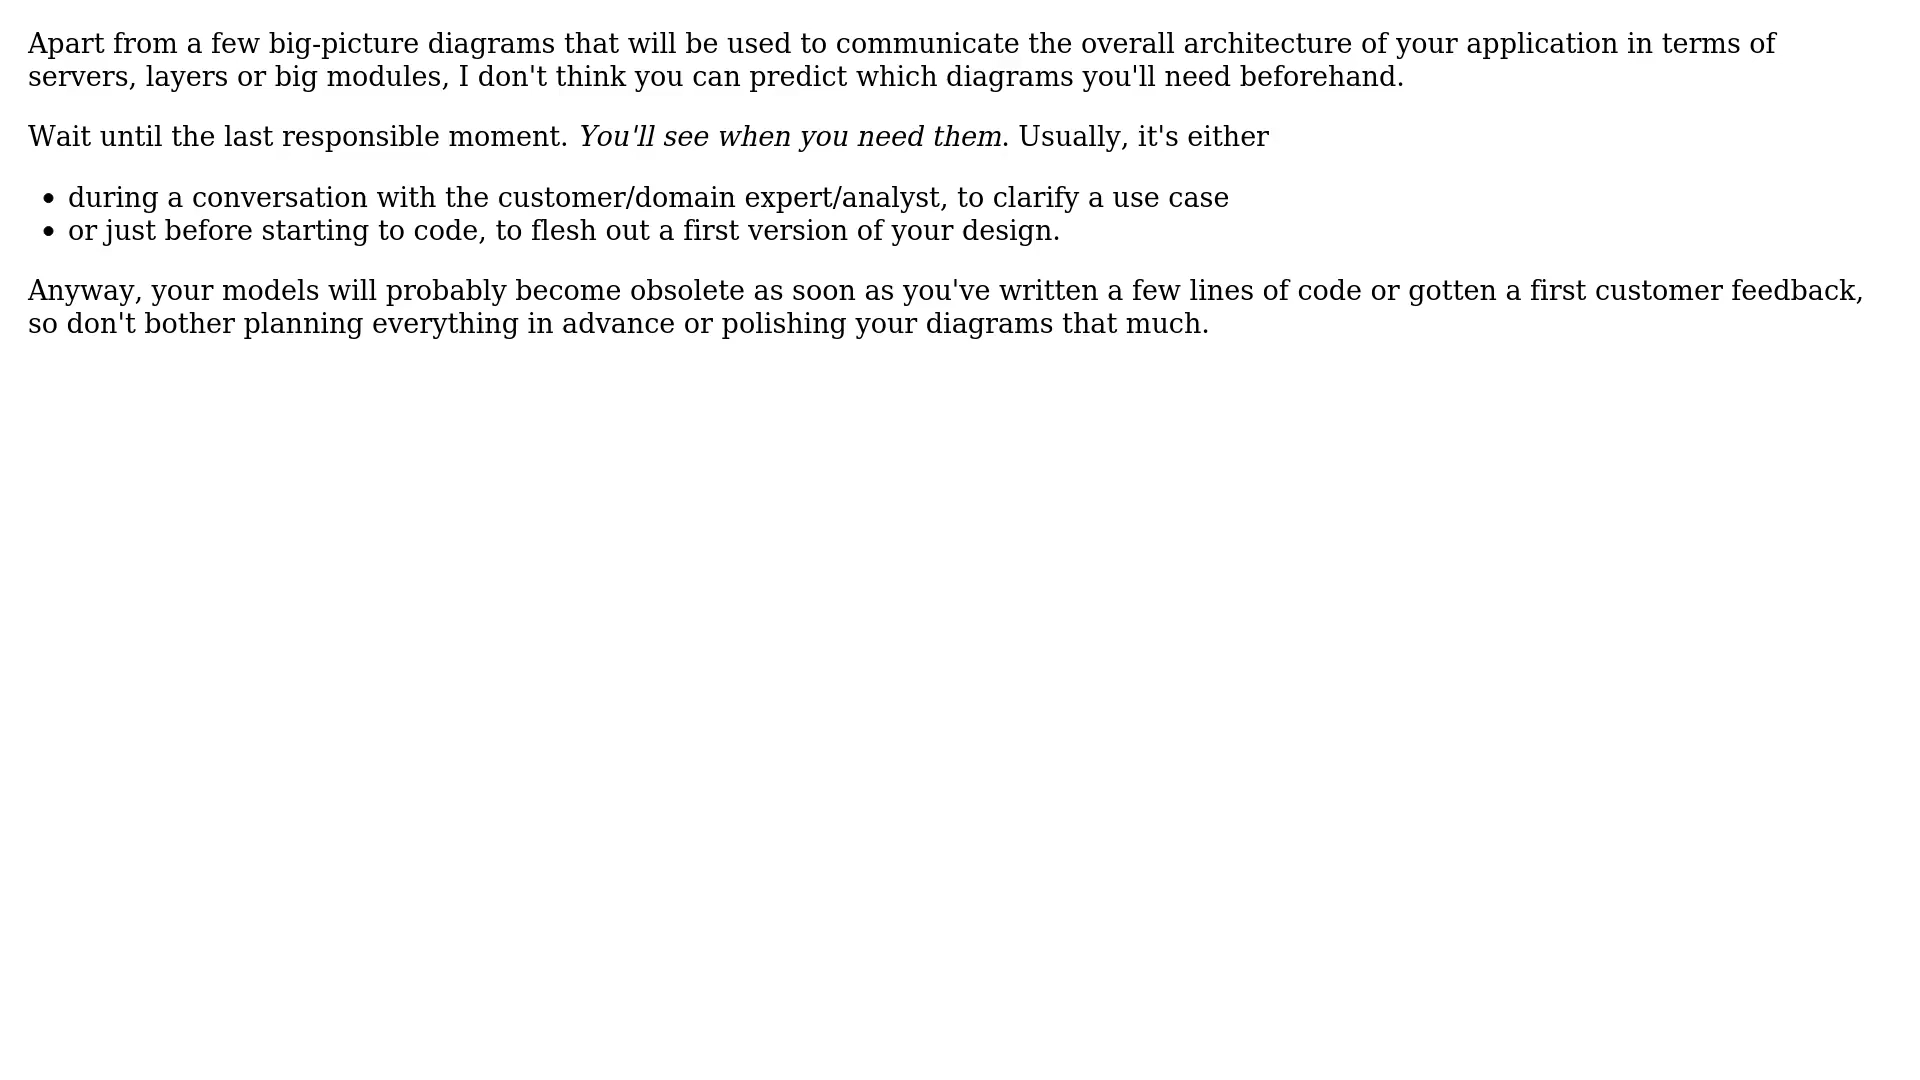 Apart from a few big-picture diagrams that will be used to communicate the overall architecture of your application in terms of
servers, layers or big modules, I don't think you can predict which diagrams you'll need beforehand.
Wait until the last responsible moment. You'll see when you need them. Usually, it's either
• during a conversation with the customer/domain expert/analyst, to clarify a use case
• or just before starting to code, to flesh out a first version of your design.
Anyway, your models will probably become obsolete as soon as you've written a few lines of code or gotten a first customer feedback,
so don't bother planning everything in advance or polishing your diagrams that much.